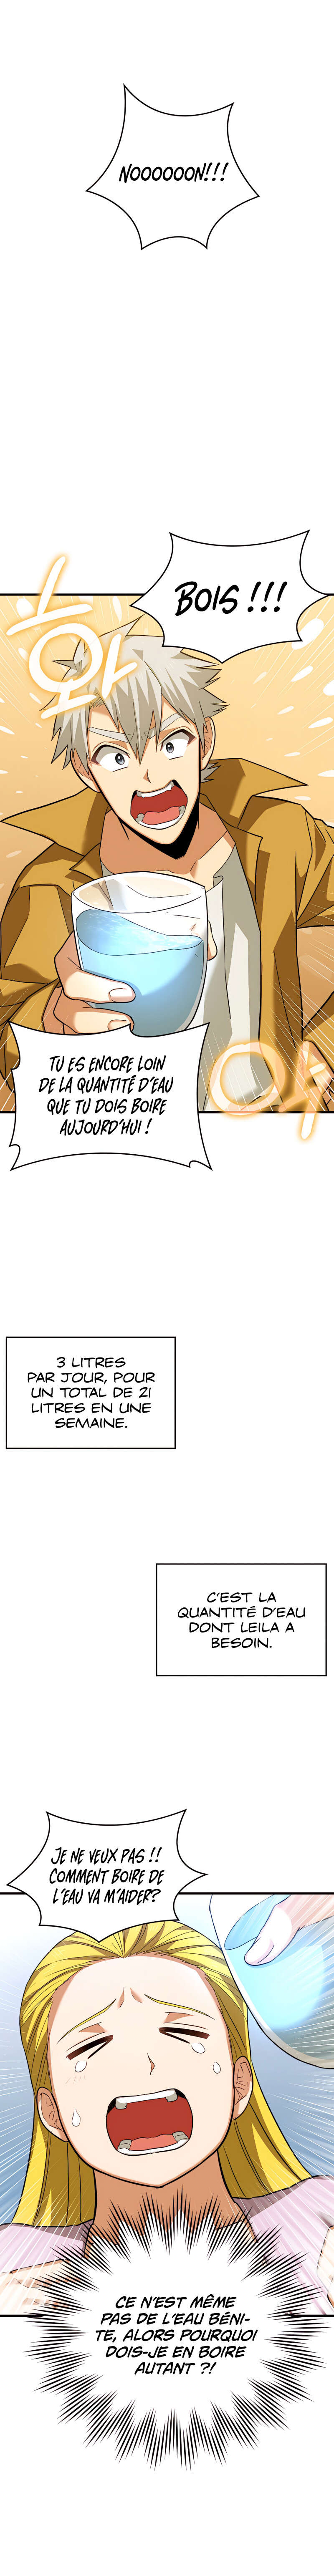 NOOOOOON!!!
BOIS !!!
화
악
TU ES ENCORE LOIN
DE LA QUANTITÉ D'EAU
QUE TU DOIS BOIRE
AUJOURD'HUI !
3 LITRES
PAR JOUR, POUR
UN TOTAL DE 21
LITRES EN UNE
SEMAINE.
C'EST LA
QUANTITÉ D'EAU
DONT LEILA A
BESOIN.
JE NE VEUX PAS !!
COMMENT BOIRE DE
L'EAU VA M'AIDER?
CE N'EST MÊME
PAS DE L'EAU BÉNI-
TE, ALORS POURQUOI
DOIS-JE EN BOIRE
AUTANT ?!